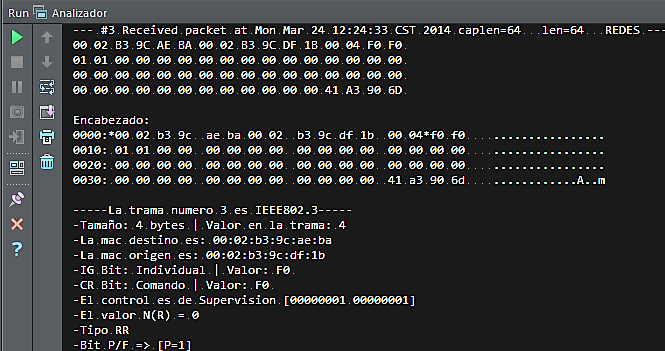 Run Analizador
--- #3 Received packet at Mon Mar 24 12:24:33 CST 2014 caplen=64 len=64 REDES ---
00 02 B3 9C AE BA 00 02 B3 9C DF 1B 00 04 F0 F0
01 01 00 00 00 00 00 00 00 00 00 00 00 00 00 00
00 00 00 00 00 00 00 00 00 00 00 00 00 00 00 00
00 00 00 00 00 00 00 00 00 00 00 00 41 A3 90 6D
Encabezado:
0000:*00 02 b3 9c  ae ba 00 02  b3 9c df 1b  00 04*f0 f0    ................
0010: 01 01 00 00  00 00 00 00  00 00 00 00  00 00 00 00    ................
0020: 00 00 00 00  00 00 00 00  00 00 00 00  00 00 00 00    ................
0030: 00 00 00 00  00 00 00 00  00 00 00 00  41 a3 90 6d    ............A..m
-----La trama numero 3 es IEEE802.3-----
-Tamaño: 4 bytes | Valor en la trama: 4
-La mac destino es: 00:02:b3:9c:ae:ba
-La mac origen es: 00:02:b3:9c:df:1b
-IG Bit: Individual | Valor: F0
-CR Bit: Comando | Valor: F0
-El control es de Supervision [00000001 00000001]
-El valor N(R) = 0
-Tipo RR
-Bit P/F => [P=1]